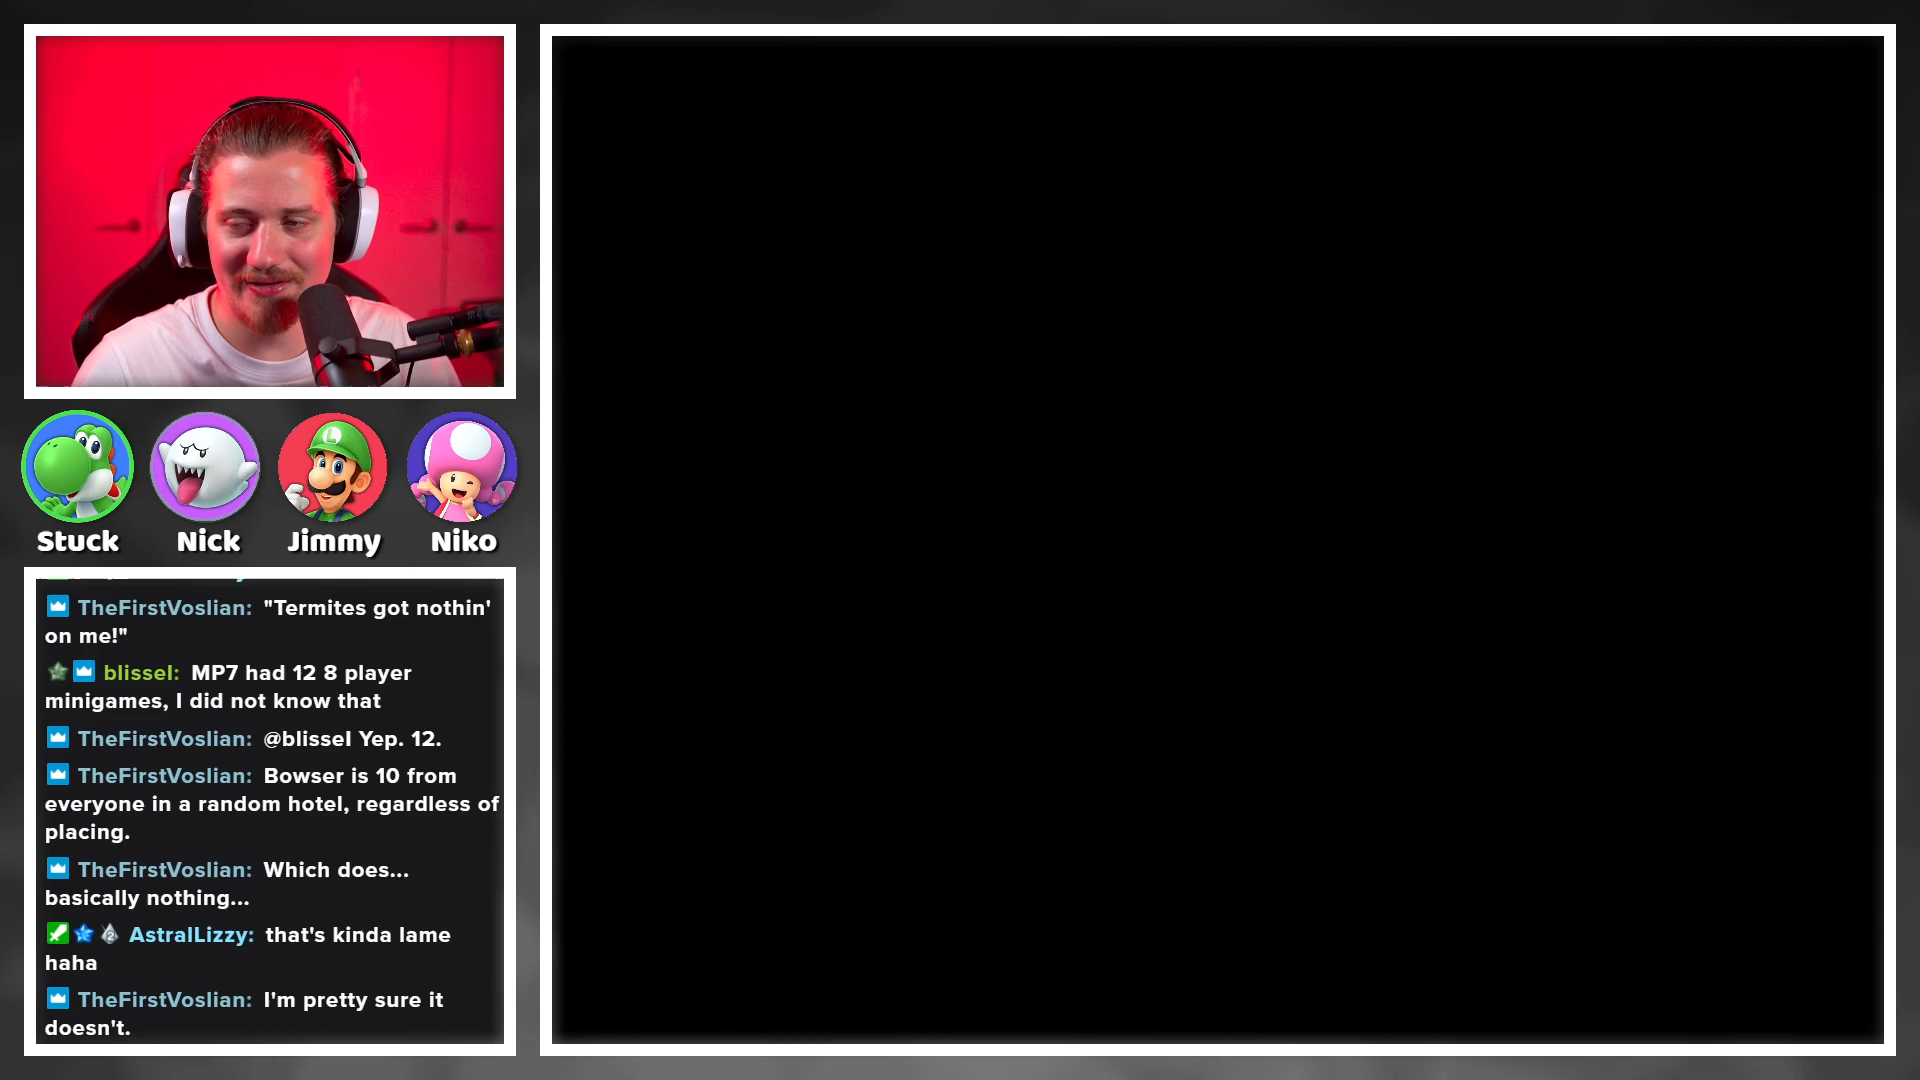 Stuck Nick Jimmy Niko
TheFirstVoslian: "Termites got nothin'
on me!"
blissel: MP7 had 12 8 player
minigames, I did not know that
TheFirstVoslian: @blissel Yep. 12.
TheFirstVoslian: Bowser is 10 from
everyone in a random hotel, regardless of
placing.
TheFirstVoslian: Which does...
basically nothing...
AstralLizzy: that's kinda lame
haha
TheFirstVoslian: I'm pretty sure it
doesn't.